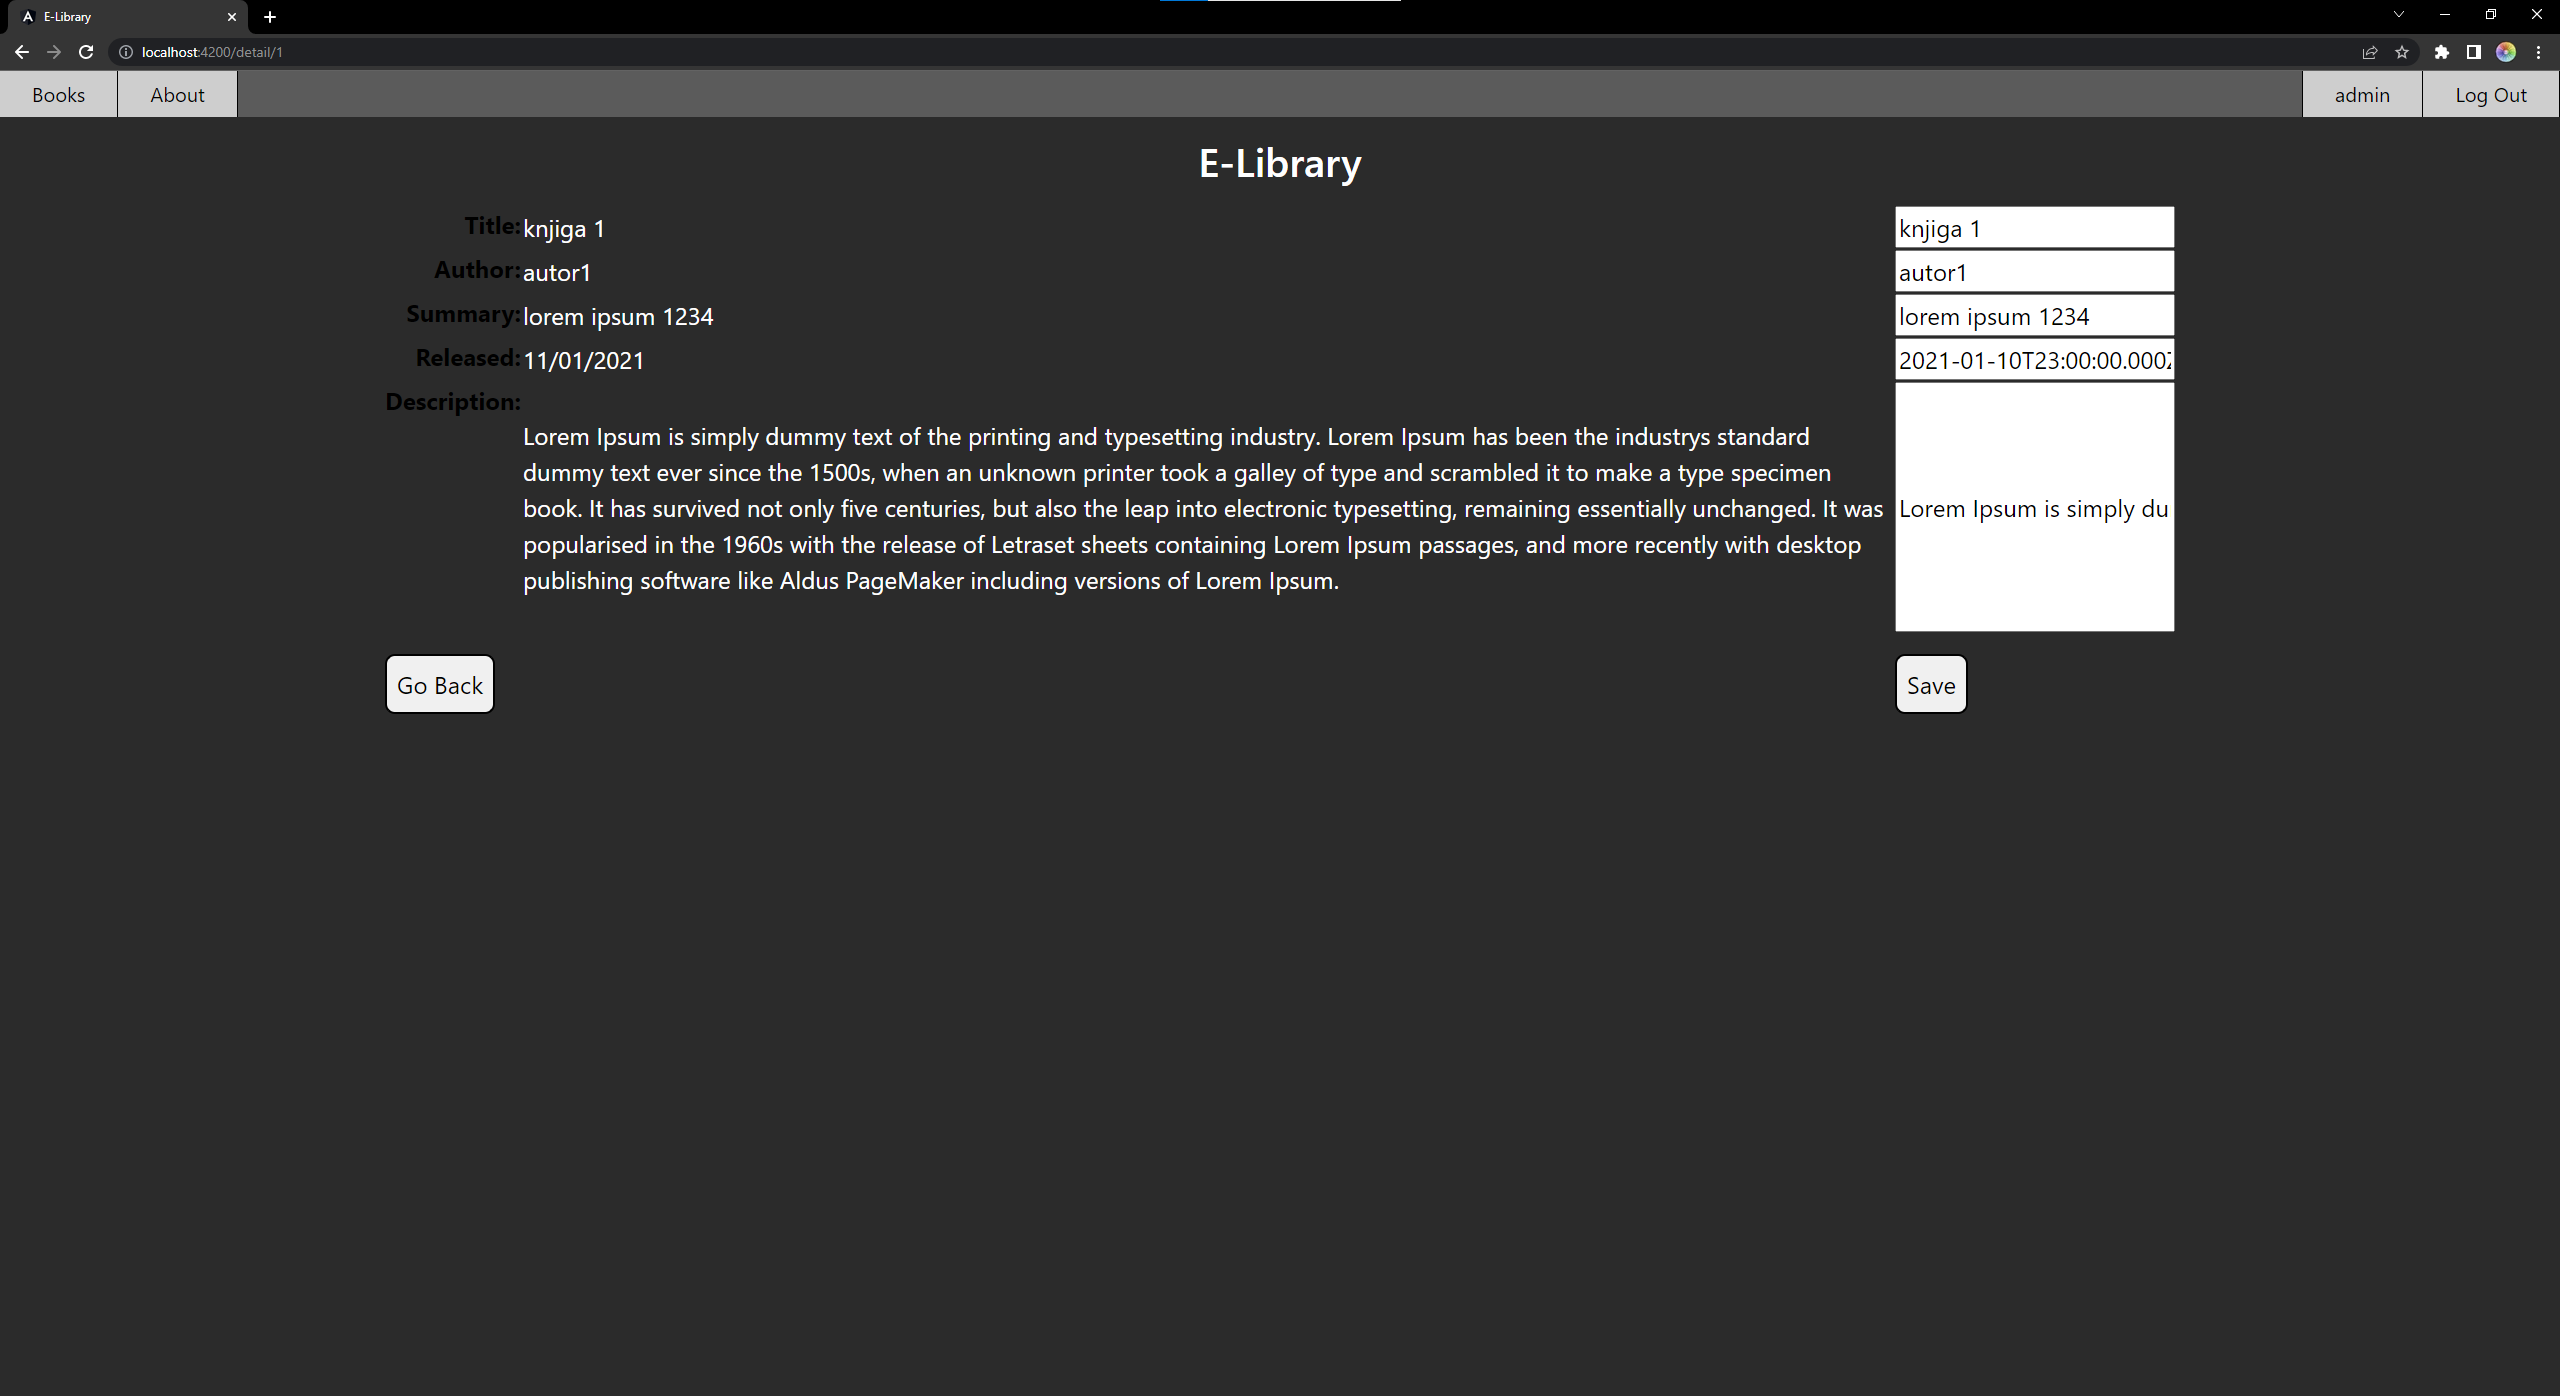 E-Library
localhost:4200/detail/1
Books About admin Log Out
E-Library
Title: knjiga 1 knjiga 1
Author: autor1 autor1
Summary: lorem ipsum 1234 lorem ipsum 1234
Released: 11/01/2021 2021-01-10T23:00:00.000Z
Description:
Lorem Ipsum is simply dummy text of the printing and typesetting industry. Lorem Ipsum has been the industrys standard
dummy text ever since the 1500s, when an unknown printer took a galley of type and scrambled it to make a type specimen
book. It has survived not only five centuries, but also the leap into electronic typesetting, remaining essentially unchanged. It was
popularised in the 1960s with the release of Letraset sheets containing Lorem Ipsum passages, and more recently with desktop
publishing software like Aldus PageMaker including versions of Lorem Ipsum.
Lorem Ipsum is simply du
Go Back Save